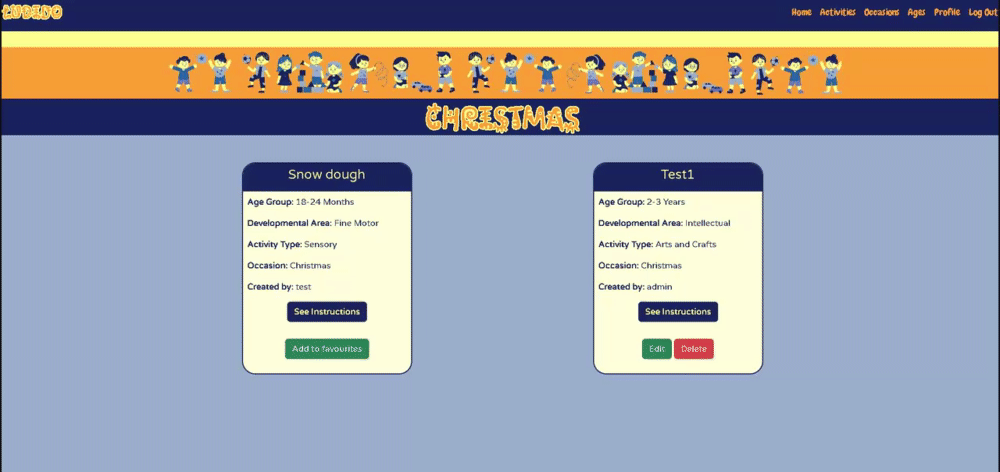 LUDIDO
Home Activities Occasions Ages Profile Log Out
CHRISTMAS
Snow dough
Age Group: 18-24 Months
Developmental Area: Fine Motor
Activity Type: Sensory
Occasion: Christmas
Created by: test
See Instructions
Add to favourites
Test1
Age Group: 2-3 Years
Developmental Area: Intellectual
Activity Type: Arts and Crafts
Occasion: Christmas
Created by: admin
See Instructions
Edit Delete